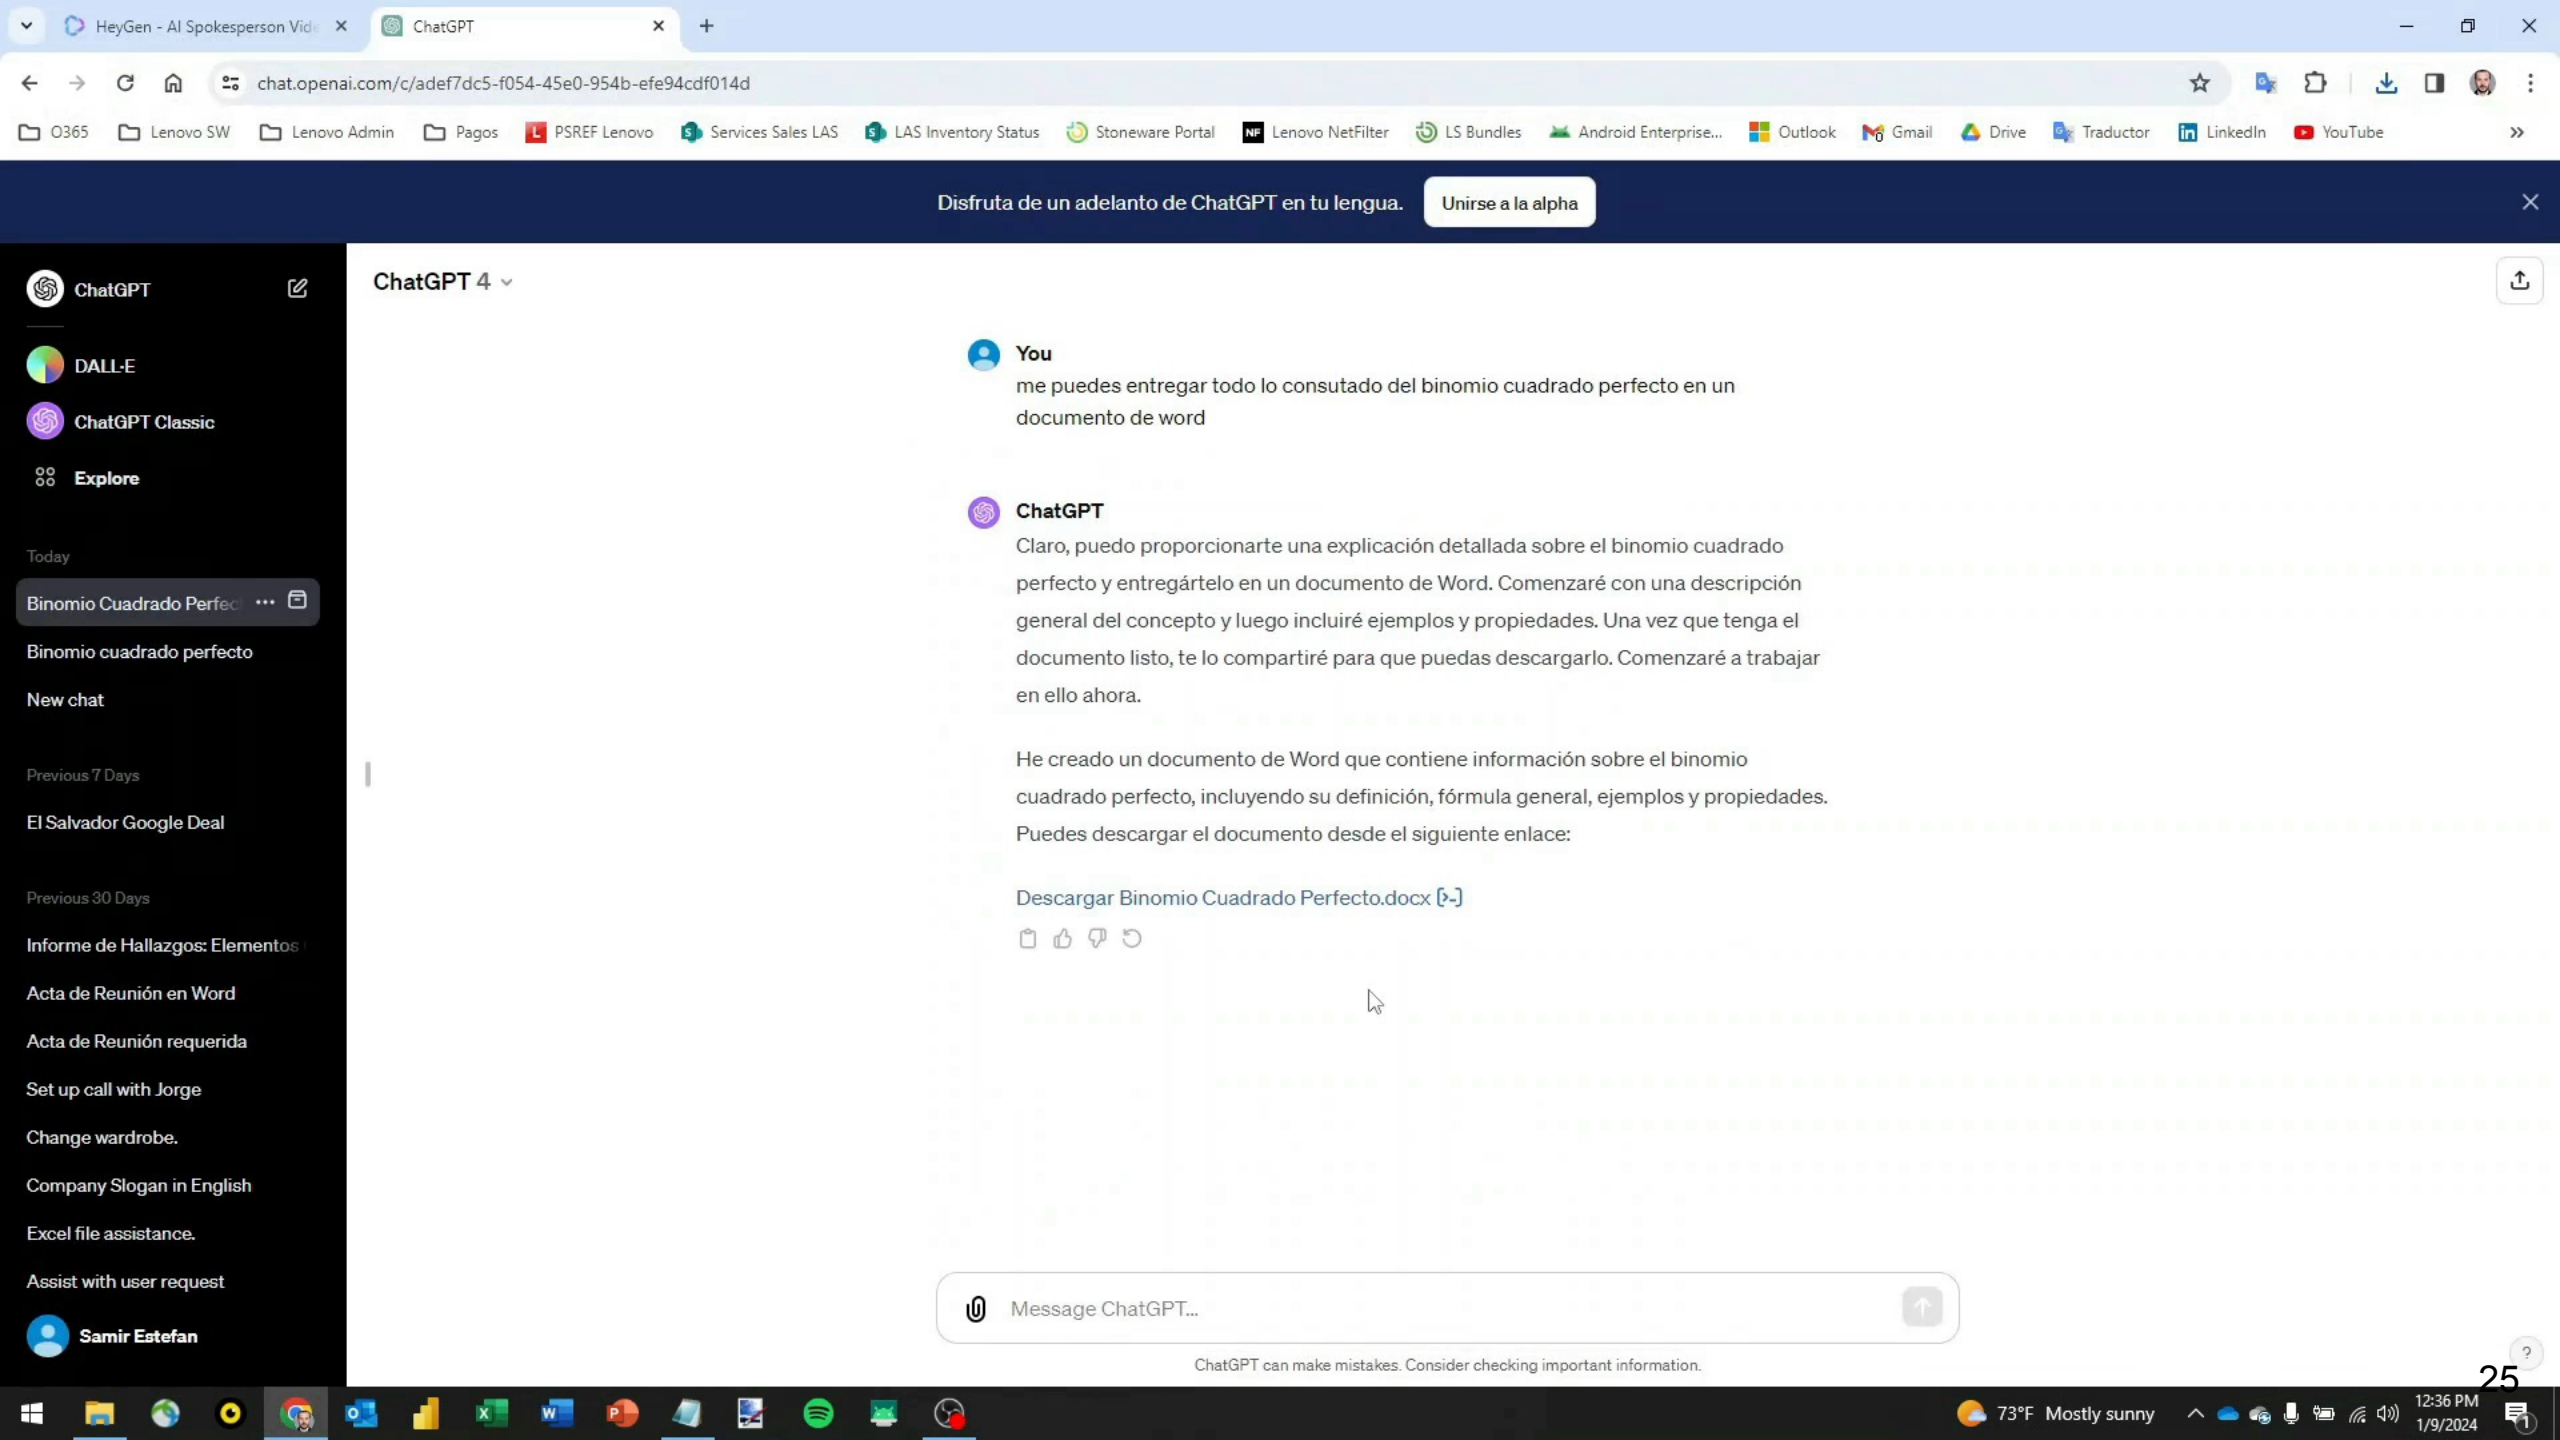 HeyGen - AI Spokesperson Vide
ChatGPT
chat.openai.com/c/adef7dc5-f054-45e0-954b-efe94cdf014d
O365
Lenovo SW
Lenovo Admin
Pagos
PSREF Lenovo
Services Sales LAS
LAS Inventory Status
Stoneware Portal
NF Lenovo NetFilter
LS Bundles
Android Enterprise...
Outlook
Gmail
Drive
Traductor
LinkedIn
YouTube
Disfruta de un adelanto de ChatGPT en tu lengua.
Unirse a la alpha
ChatGPT
DALL·E
ChatGPT Classic
Explore
Today
Binomio Cuadrado Perfec
Binomio cuadrado perfecto
New chat
Previous 7 Days
El Salvador Google Deal
Previous 30 Days
Informe de Hallazgos: Elementos
Acta de Reunión en Word
Acta de Reunión requerida
Set up call with Jorge
Change wardrobe.
Company Slogan in English
Excel file assistance.
Assist with user request
Samir Estefan
ChatGPT 4
You
me puedes entregar todo lo consutado del binomio cuadrado perfecto en un
documento de word
ChatGPT
Claro, puedo proporcionarte una explicación detallada sobre el binomio cuadrado
perfecto y entregártelo en un documento de Word. Comenzaré con una descripción
general del concepto y luego incluiré ejemplos y propiedades. Una vez que tenga el
documento listo, te lo compartiré para que puedas descargarlo. Comenzaré a trabajar
en ello ahora.
He creado un documento de Word que contiene información sobre el binomio
cuadrado perfecto, incluyendo su definición, fórmula general, ejemplos y propiedades.
Puedes descargar el documento desde el siguiente enlace:
Descargar Binomio Cuadrado Perfecto.docx [>-]
Message ChatGPT...
ChatGPT can make mistakes. Consider checking important information.
?
25
73°F Mostly sunny
12:36 PM
1/9/2024
1